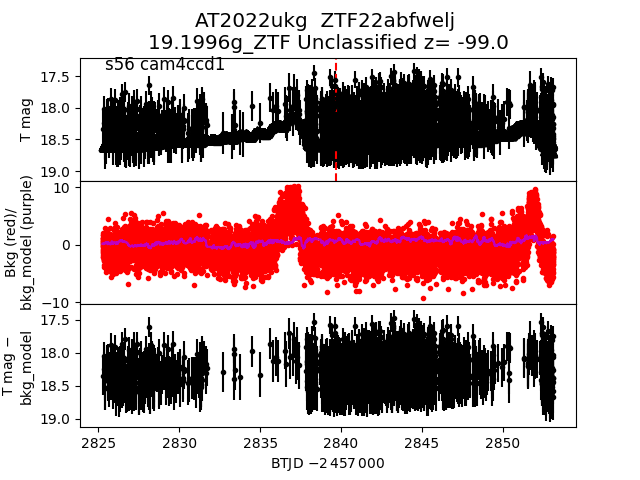 AT2022ukg  ZTF22abfwelj
19.1996g_ZTF Unclassified z= -99.0
s56 cam4ccd1
17.5
18.0
18.5
19.0
T mag
10
0
−10
Bkg (red)/
bkg_model (purple)
17.5
18.0
18.5
19.0
T mag −
bkg_model
2825 2830 2835 2840 2845 2850
BTJD −2 457 000